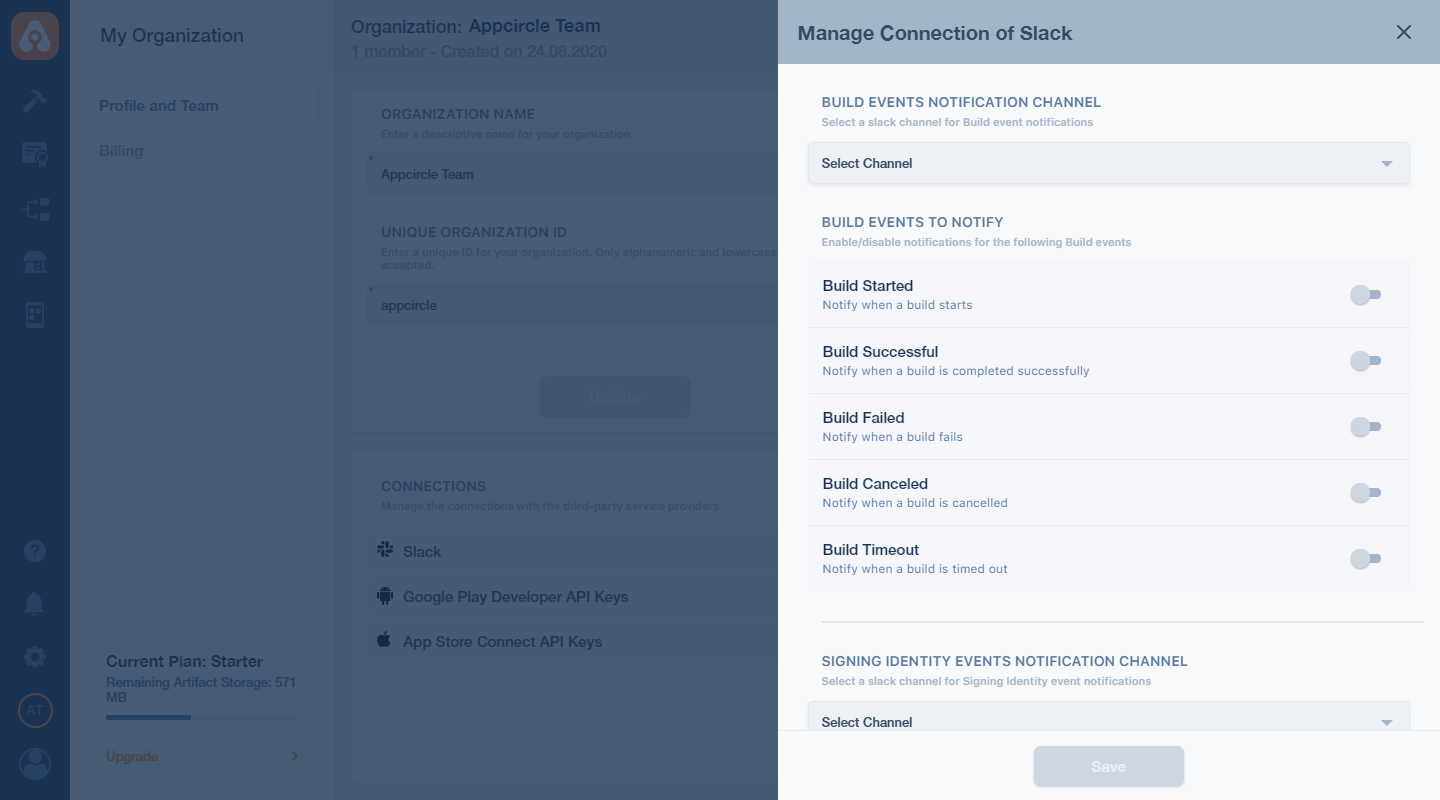 My Organization
Profile and Team
Billing
Current Plan: Starter
Remaining Artifact Storage: 571
MB
Upgrade
AT
Organization: Appcircle Team
1 member - Created on 24.08.2020
ORGANIZATION NAME
Enter a descriptive name for your organization
Appcircle Team
UNIQUE ORGANIZATION ID
Enter a unique ID for your organization. Only alphanumeric and lowercase
accepted.
appcircle
Update
CONNECTIONS
Manage the connections with the third-party service providers
Slack
Google Play Developer API Keys
App Store Connect API Keys
Manage Connection of Slack
BUILD EVENTS NOTIFICATION CHANNEL
Select a slack channel for Build event notifications
Select Channel
BUILD EVENTS TO NOTIFY
Enable/disable notifications for the following Build events
Build Started
Notify when a build starts
Build Successful
Notify when a build is completed successfully
Build Failed
Notify when a build fails
Build Canceled
Notify when a build is cancelled
Build Timeout
Notify when a build is timed out
SIGNING IDENTITY EVENTS NOTIFICATION CHANNEL
Select a slack channel for Signing Identity event notifications
Select Channel
Save